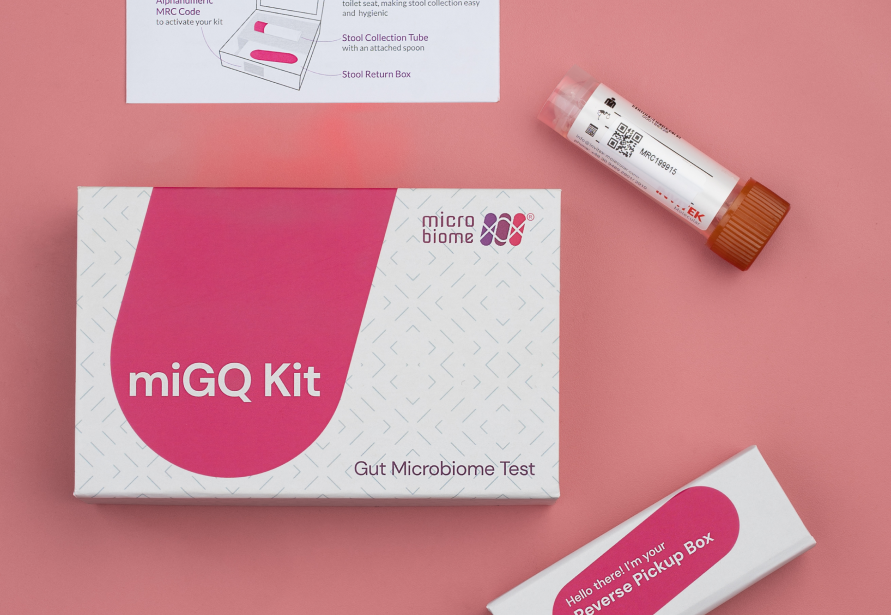 Alphanumeric
MRC Code
to activate your kit
toilet seat, making stool collection easy
and hygienic
Stool Collection Tube
with an attached spoon
Stool Return Box
MRC199915
EK
micro
biome
®
miGQ Kit
Gut Microbiome Test
Hello there! I'm your
Reverse Pickup Box